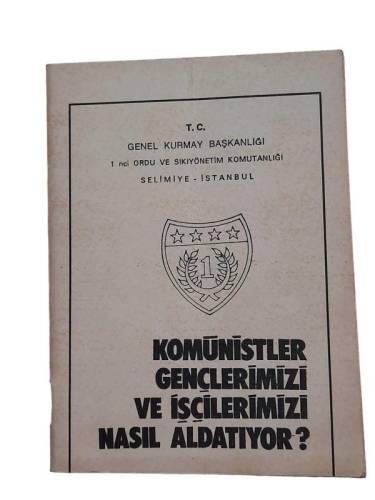 T.C.
GENEL KURMAY BAŞKANLIĞI
1 nci ORDU VE SIKIYÖNETİM KOMUTANLIĞI
SELİMİYE - İSTANBUL
1
KOMÜNİSTLER
GENÇLERİMİZİ
VE İŞÇİLERİMİZİ
NASIL ALDATIYOR?